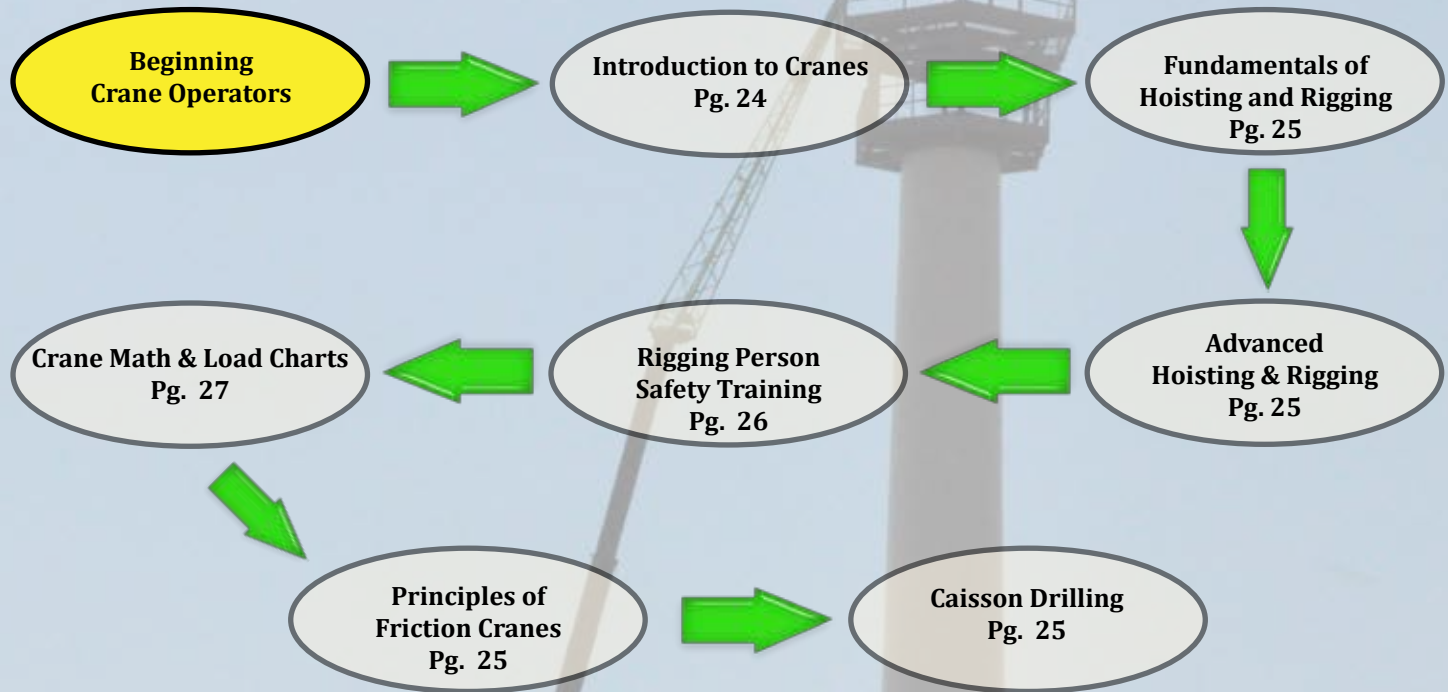 Beginning
Crane Operators
Introduction to Cranes
Pg. 24
Fundamentals of
Hoisting and Rigging
Pg. 25
Advanced
Hoisting & Rigging
Pg. 25
Rigging Person
Safety Training
Pg. 26
Crane Math & Load Charts
Pg. 27
Principles of
Friction Cranes
Pg. 25
Caisson Drilling
Pg. 25